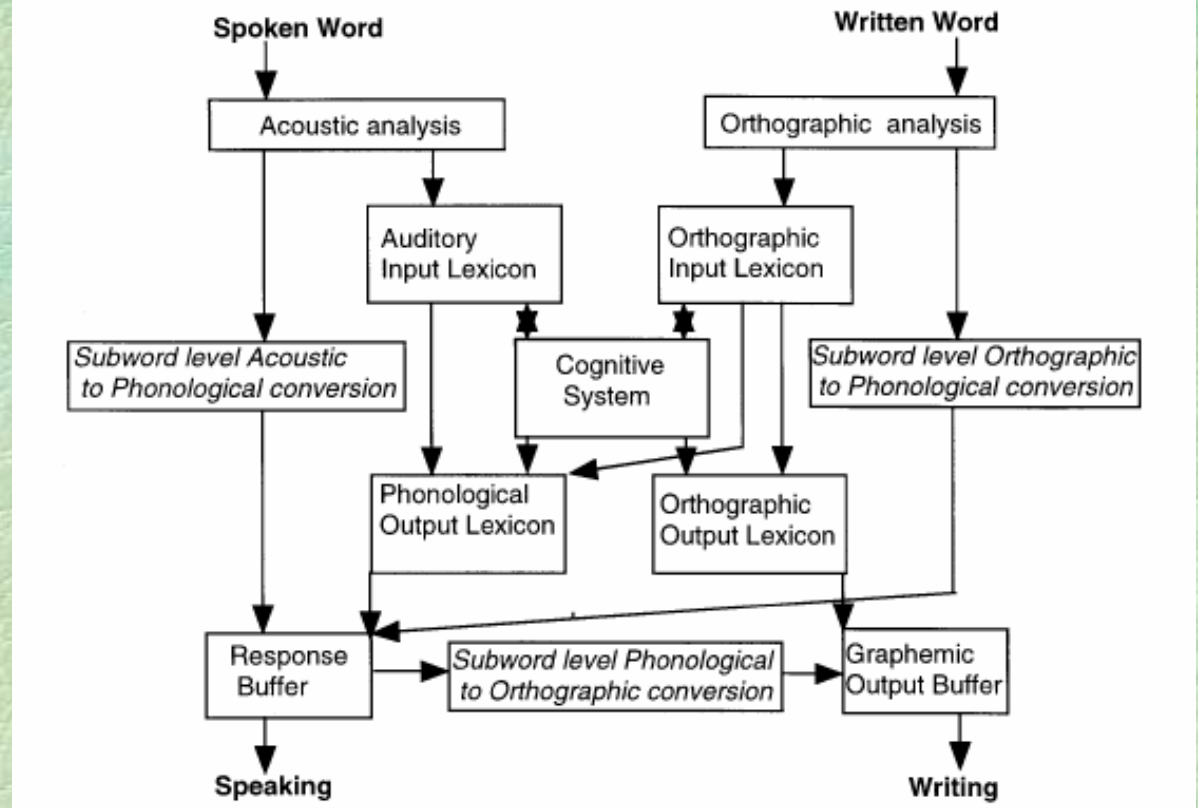 Spoken Word
Written Word
Acoustic analysis
Orthographic analysis
Auditory
Input Lexicon
Orthographic
Input Lexicon
Subword level Acoustic
to Phonological conversion
Cognitive
System
Subword level Orthographic
to Phonological conversion
Phonological
Output Lexicon
Orthographic
Output Lexicon
Response
Buffer
Subword level Phonological
to Orthographic conversion
Graphemic
Output Buffer
Speaking
Writing